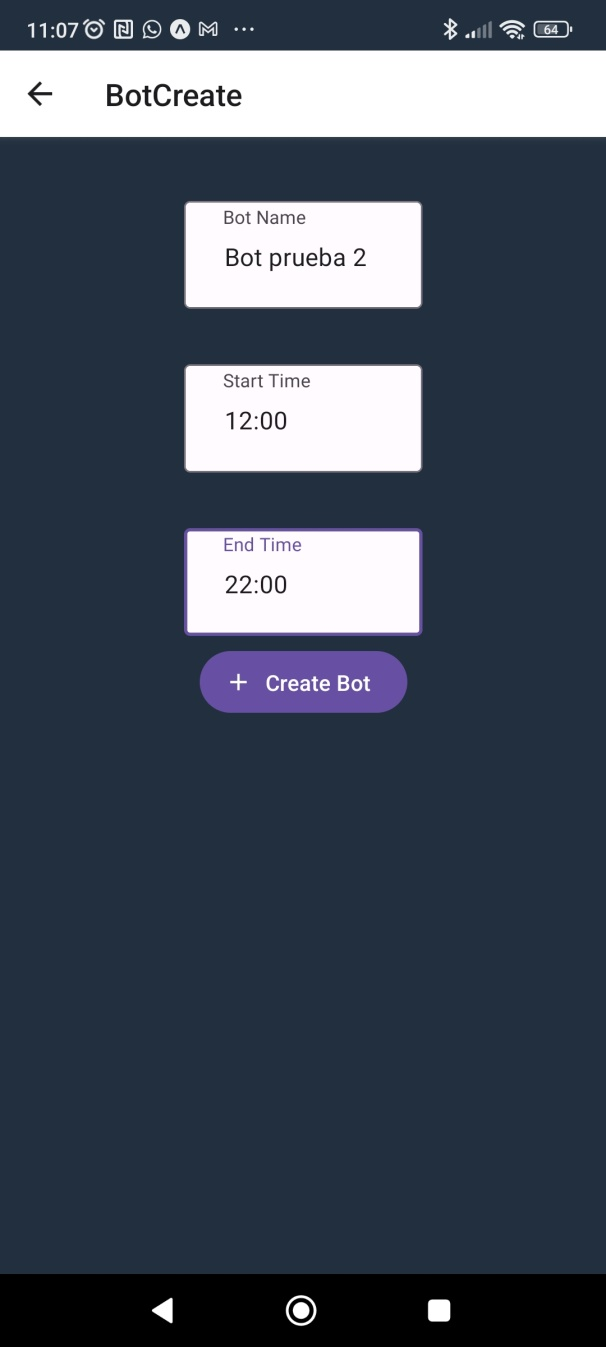 11:07
64
BotCreate
Bot Name
Bot prueba 2
Start Time
12:00
End Time
22:00
+ Create Bot